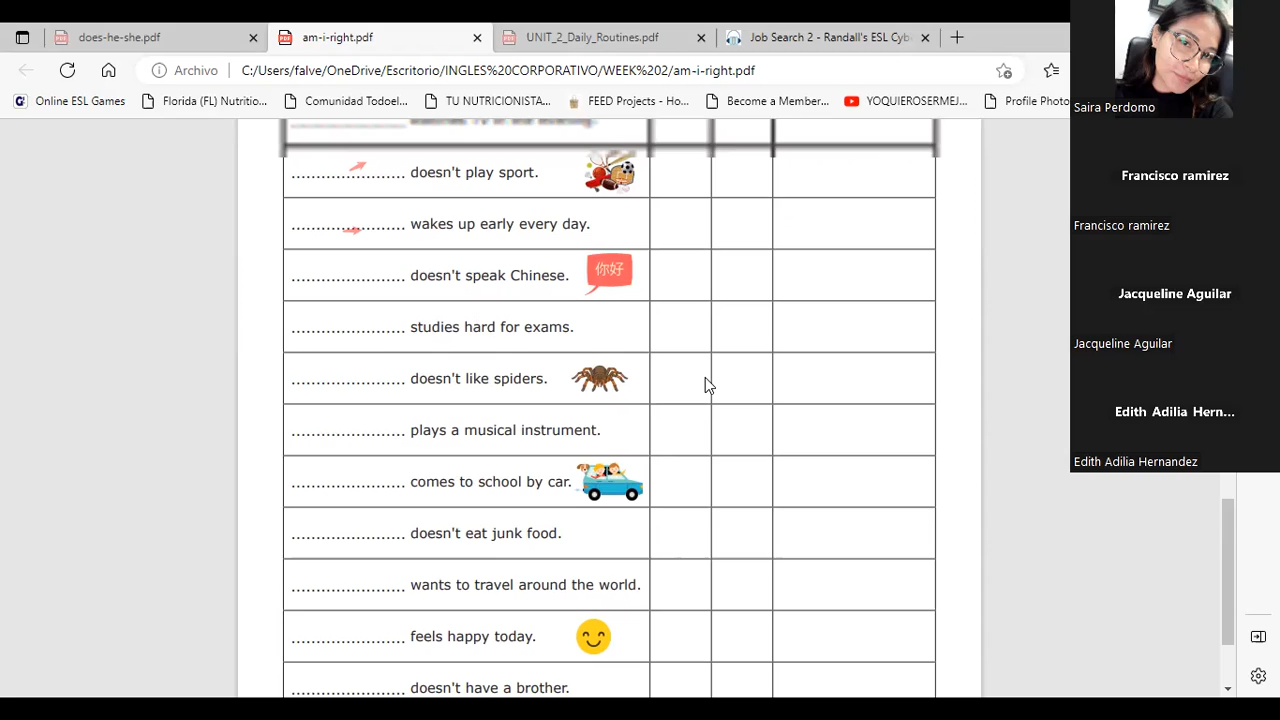 does-he-she.pdf
am-i-right.pdf
UNIT_2_Daily_Routines.pdf
Job Search 2 - Randall's ESL Cyb
Archivo
C:/Users/falve/OneDrive/Escritorio/INGLES%20CORPORATIVO/WEEK%202/am-i-right.pdf
Online ESL Games
Florida (FL) Nutritio...
Comunidad Todoel...
TU NUTRICIONISTA...
FEED Projects - Ho...
Become a Member...
YOQUIEROSERMEJ...
Profile Photo
....................... doesn't play sport.
....................... wakes up early every day.
....................... doesn't speak Chinese.
你好
....................... studies hard for exams.
....................... doesn't like spiders.
....................... plays a musical instrument.
....................... comes to school by car.
....................... doesn't eat junk food.
....................... wants to travel around the world.
....................... feels happy today.
....................... doesn't have a brother.
Saira Perdomo
Francisco ramirez
Francisco ramirez
Jacqueline Aguilar
Jacqueline Aguilar
Edith Adilia Hern...
Edith Adilia Hernandez